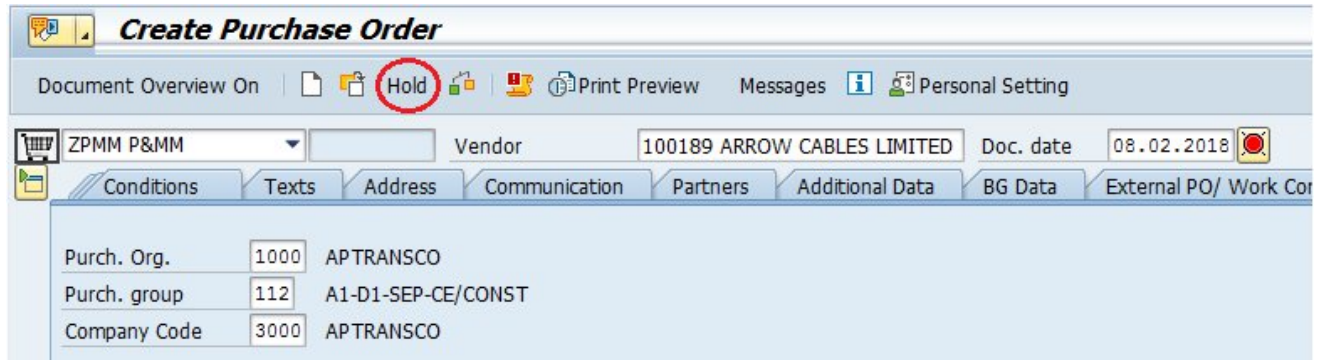 Create Purchase Order
Document Overview On Hold Print Preview Messages Personal Setting
ZPMM P&MM Vendor 100189 ARROW CABLES LIMITED Doc. date 08.02.2018
Conditions Texts Address Communication Partners Additional Data BG Data External PO/ Work Con
Purch. Org. 1000 APTRANSCO
Purch. group 112 A1-D1-SEP-CE/CONST
Company Code 3000 APTRANSCO